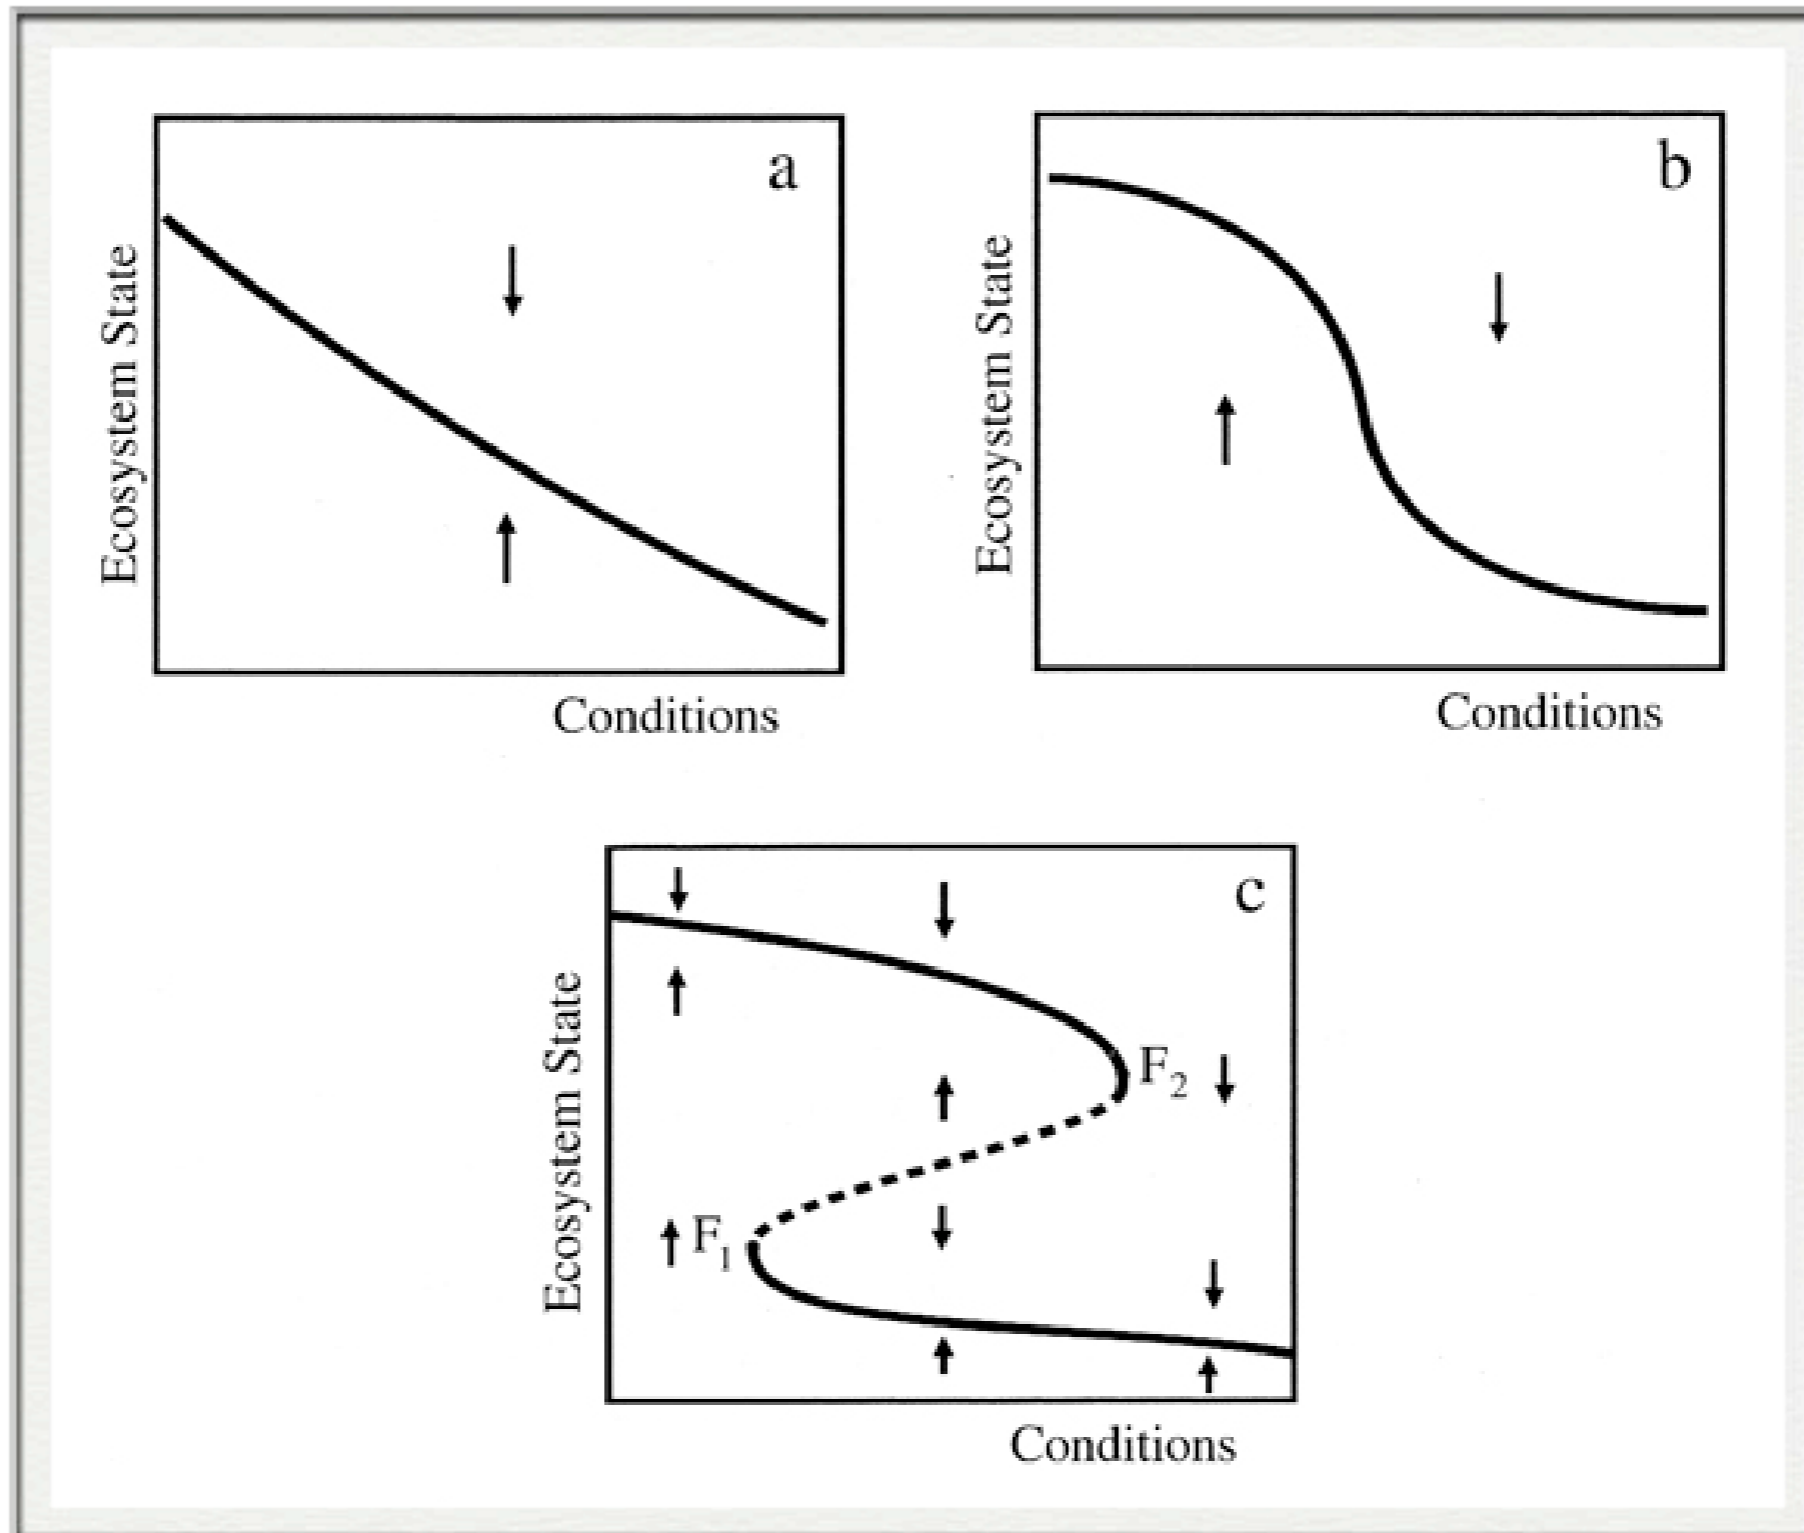 a
Ecosystem State
Conditions
b
Ecosystem State
Conditions
c
Ecosystem State
F2
F1
Conditions